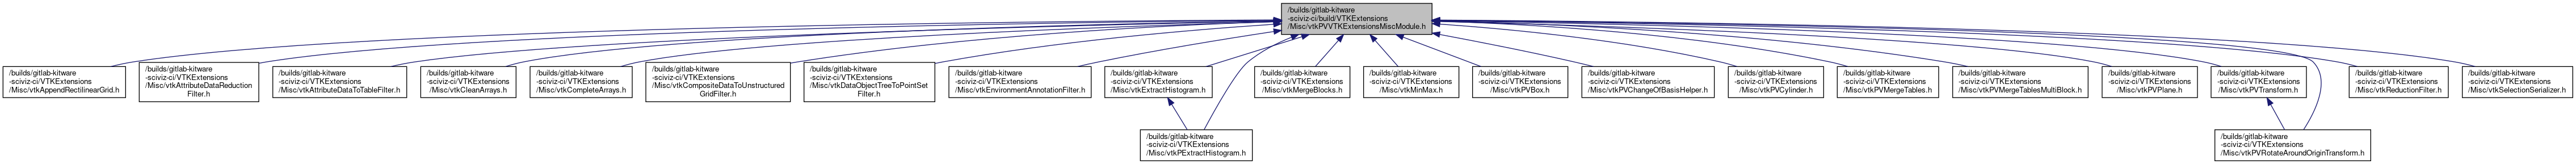 /builds/gitlab-kitware
-sciviz-ci/build/VTKExtensions
/Misc/vtkPVVTKExtensionsMiscModule.h
/builds/gitlab-kitware
-sciviz-ci/VTKExtensions
/Misc/vtkAppendRectilinearGrid.h
/builds/gitlab-kitware
-sciviz-ci/VTKExtensions
/Misc/vtkAttributeDataReduction
Filter.h
/builds/gitlab-kitware
-sciviz-ci/VTKExtensions
/Misc/vtkAttributeDataToTableFilter.h
/builds/gitlab-kitware
-sciviz-ci/VTKExtensions
/Misc/vtkCleanArrays.h
/builds/gitlab-kitware
-sciviz-ci/VTKExtensions
/Misc/vtkCompleteArrays.h
/builds/gitlab-kitware
-sciviz-ci/VTKExtensions
/Misc/vtkCompositeDataToUnstructured
GridFilter.h
/builds/gitlab-kitware
-sciviz-ci/VTKExtensions
/Misc/vtkDataObjectTreeToPointSet
Filter.h
/builds/gitlab-kitware
-sciviz-ci/VTKExtensions
/Misc/vtkEnvironmentAnnotationFilter.h
/builds/gitlab-kitware
-sciviz-ci/VTKExtensions
/Misc/vtkExtractHistogram.h
/builds/gitlab-kitware
-sciviz-ci/VTKExtensions
/Misc/vtkMergeBlocks.h
/builds/gitlab-kitware
-sciviz-ci/VTKExtensions
/Misc/vtkMinMax.h
/builds/gitlab-kitware
-sciviz-ci/VTKExtensions
/Misc/vtkPVBox.h
/builds/gitlab-kitware
-sciviz-ci/VTKExtensions
/Misc/vtkPVChangeOfBasisHelper.h
/builds/gitlab-kitware
-sciviz-ci/VTKExtensions
/Misc/vtkPVCylinder.h
/builds/gitlab-kitware
-sciviz-ci/VTKExtensions
/Misc/vtkPVMergeTables.h
/builds/gitlab-kitware
-sciviz-ci/VTKExtensions
/Misc/vtkPVMergeTablesMultiBlock.h
/builds/gitlab-kitware
-sciviz-ci/VTKExtensions
/Misc/vtkPVPlane.h
/builds/gitlab-kitware
-sciviz-ci/VTKExtensions
/Misc/vtkPVTransform.h
/builds/gitlab-kitware
-sciviz-ci/VTKExtensions
/Misc/vtkReductionFilter.h
/builds/gitlab-kitware
-sciviz-ci/VTKExtensions
/Misc/vtkSelectionSerializer.h
/builds/gitlab-kitware
-sciviz-ci/VTKExtensions
/Misc/vtkPExtractHistogram.h
/builds/gitlab-kitware
-sciviz-ci/VTKExtensions
/Misc/vtkPVRotateAroundOriginTransform.h